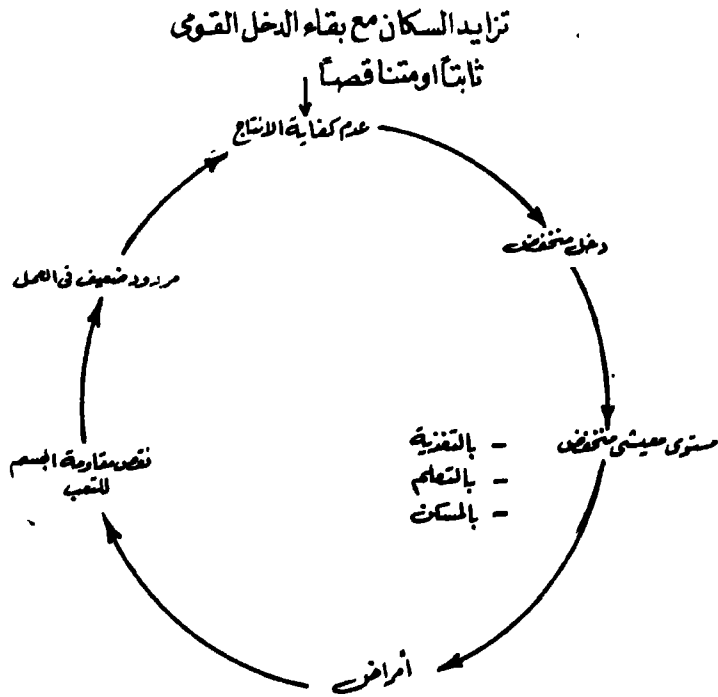 تزايد السكان مع بقاء الدخل القومى
ثابتاً او متناقصاً
عدم كفاية الانتاج
دخل منخفض
مستوى معيشى منخفض
- بالتغذية
- بالتعلم
- بالمسكن
أمراض
نقص مقاومة الجسم
للتعب
مردود ضعيف فى العمل